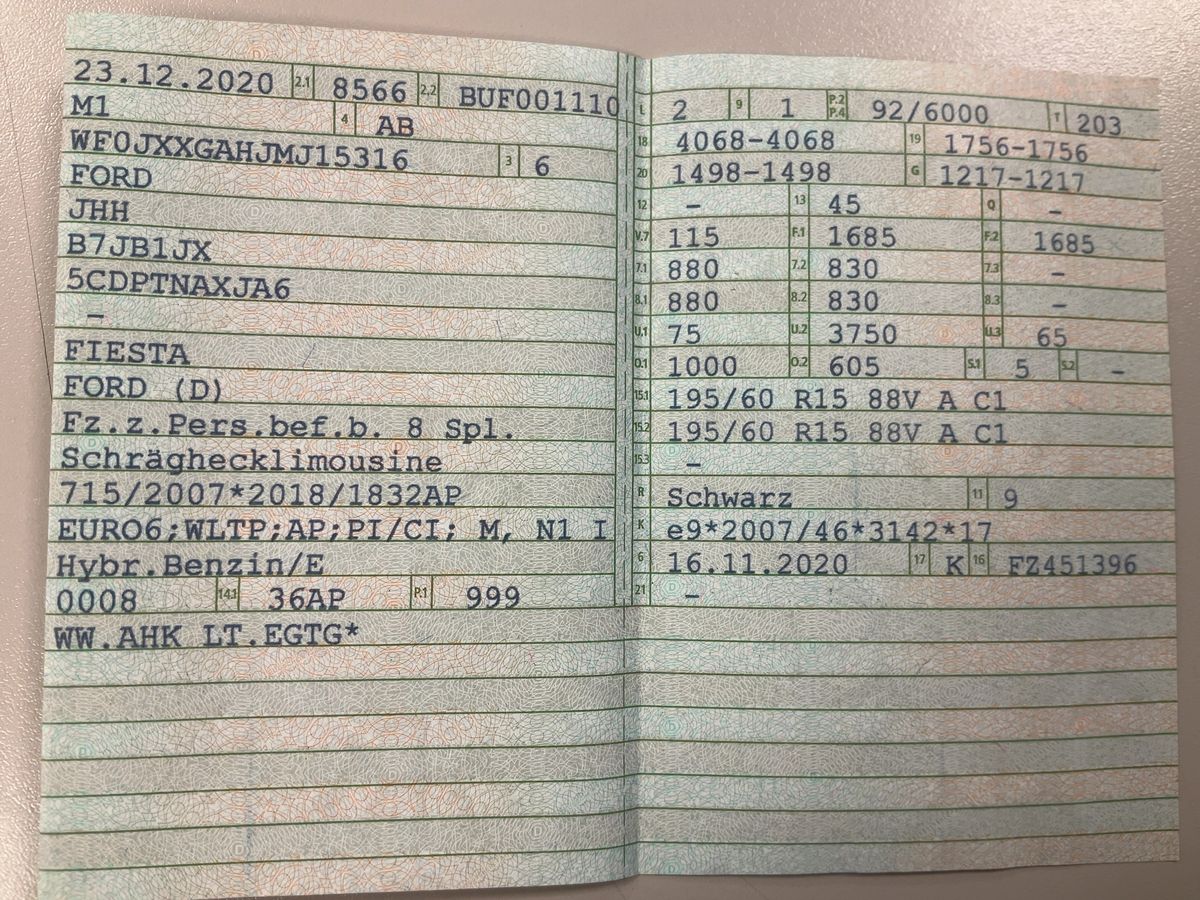 23.12.2020 2.1 8566 2.2 BUF001110
M1 4 AB
WF0JXXGAHJMJ15316 3 6
FORD
JHH
B7JB1JX
5CDPTNAXJA6
–
FIESTA
FORD (D)
Fz.z.Pers.bef.b. 8 Spl.
Schräghecklimousine
715/2007*2018/1832AP
EURO6;WLTP;AP;PI/CI; M, N1 I
Hybr.Benzin/E
0008 14.1 36AP P.1 999
WW.AHK LT.EGTG*
L 2 9 1 P.2 P.4 92/6000 T 203
18 4068-4068 19 1756-1756
20 1498-1498 G 1217-1217
12 – 13 45 Q –
V.7 115 F.1 1685 F.2 1685
7.1 880 7.2 830 7.3 –
8.1 880 8.2 830 8.3 –
U.1 75 U.2 3750 U.3 65
O.1 1000 O.2 605 S.1 5 S.2 –
15.1 195/60 R15 88V A C1
15.2 195/60 R15 88V A C1
15.3 –
R Schwarz 11 9
K e9*2007/46*3142*17
6 16.11.2020 17 K 16 FZ451396
21 –